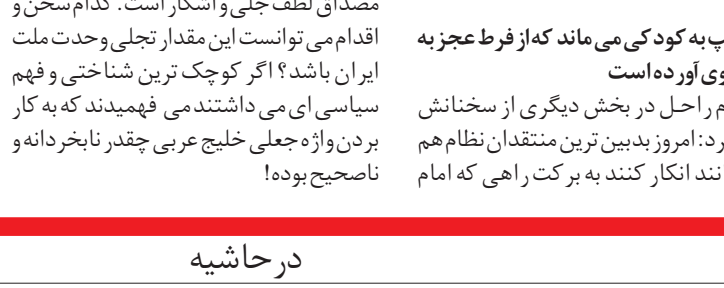 پ به کودکی می ماند که از فرط عجز به
وی آورده است
م راحل در بخش دیگری از سخنانش
رد: امروز بدبین ترین منتقدان نظام هم
نند انکار کنند به برکت راهی که امام
مصداق لطف جلی و آشکار است. کدام سخن و
اقدام می توانست این مقدار تجلی وحدت ملت
ایران باشد؟ اگر کوچک ترین شناختی و فهم
سیاسی ای می داشتند می فهمیدند که به کار
بردن واژه جعلی خلیج عربی چقدر نابخردانه و
ناصحیح بوده!
در حاشیه